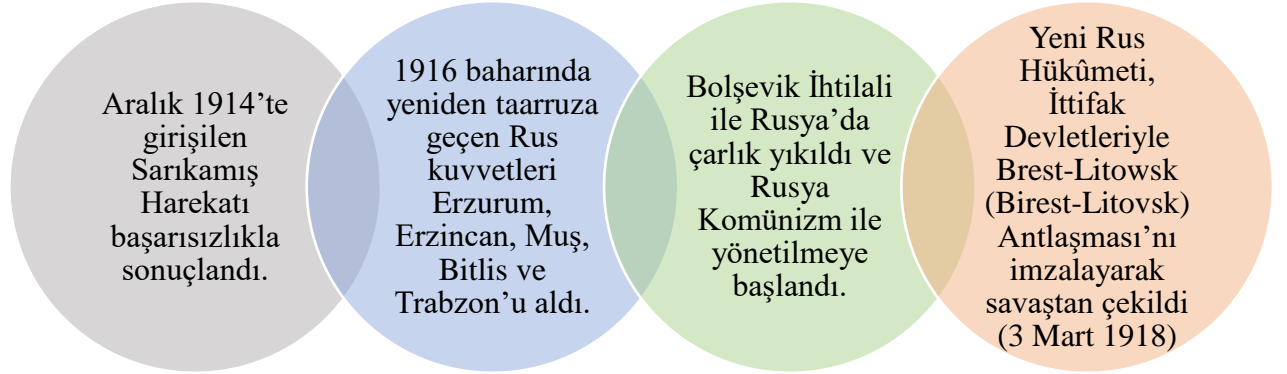 Aralık 1914’te
girişilen
Sarıkamış
Harekatı
başarısızlıkla
sonuçlandı.
1916 baharında
yeniden taarruza
geçen Rus
kuvvetleri
Erzurum,
Erzincan, Muş,
Bitlis ve
Trabzon’u aldı.
Bolşevik İhtilali
ile Rusya’da
çarlık yıkıldı ve
Rusya
Komünizm ile
yönetilmeye
başlandı.
Yeni Rus
Hükûmeti,
İttifak
Devletleriyle
Brest-Litowsk
(Birest-Litovsk)
Antlaşması’nı
imzalayarak
savaştan çekildi
(3 Mart 1918)